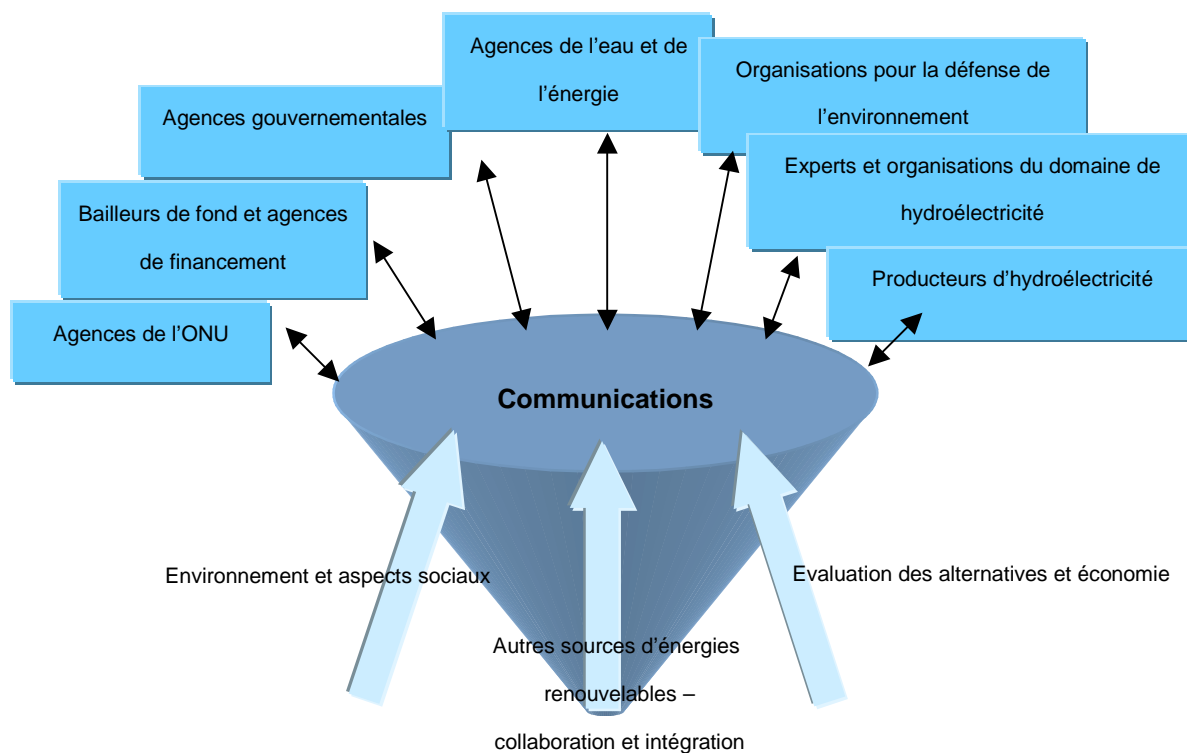 Agences de l'eau et de
l'énergie
Organisations pour la défense de
l'environnement
Agences gouvernementales
Experts et organisations du domaine de
hydroélectricité
Bailleurs de fond et agences
de financement
Producteurs d'hydroélectricité
Agences de l'ONU
Communications
Environnement et aspects sociaux
Evaluation des alternatives et économie
Autres sources d'énergies
renouvelables –
collaboration et intégration